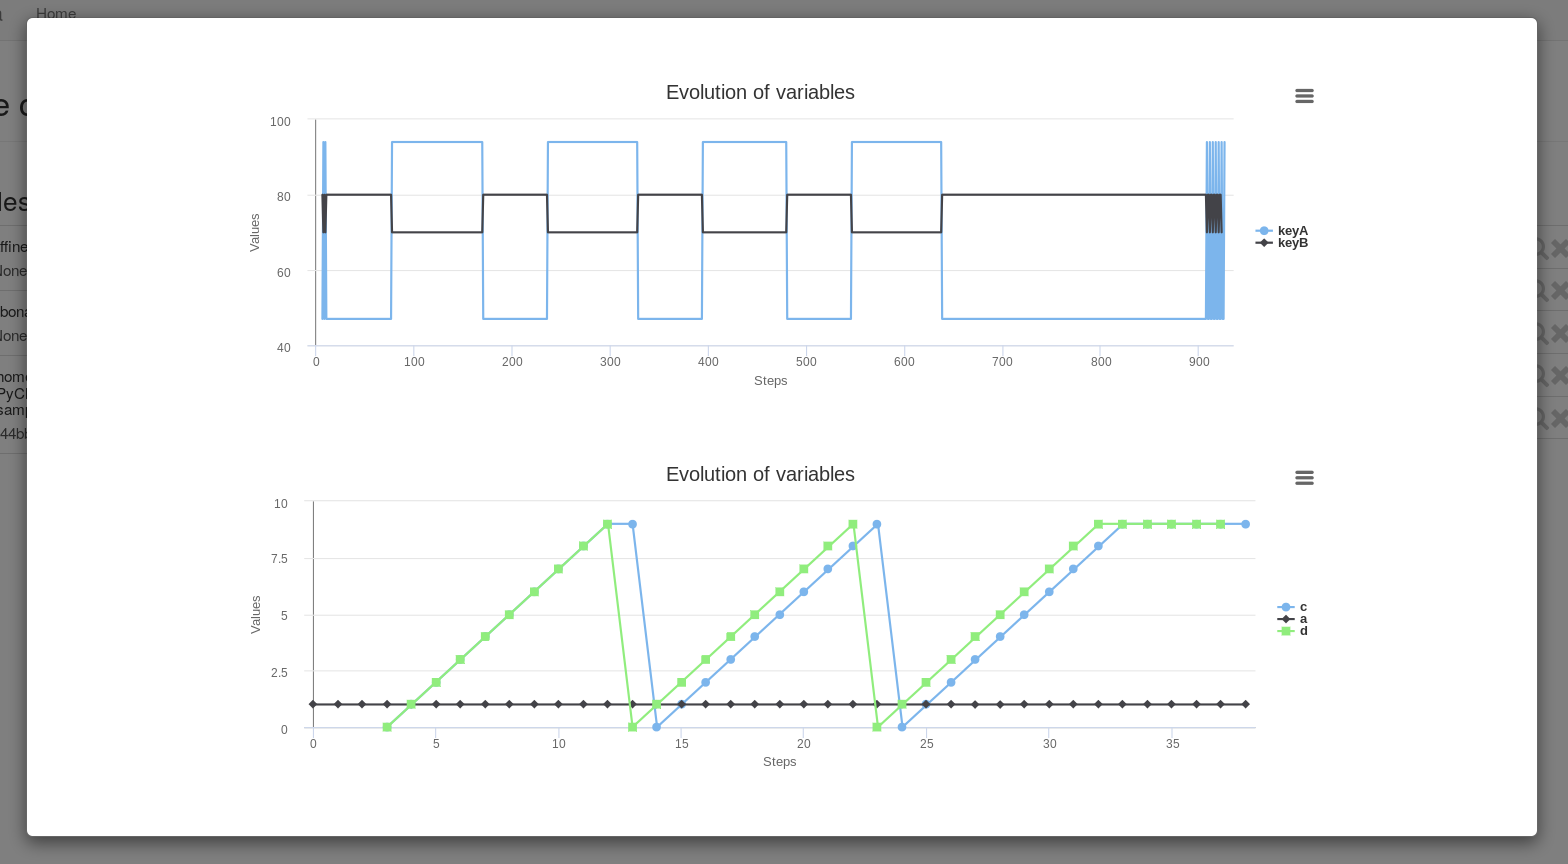 Home
Evolution of variables
100
80
60
40
Values
0 100 200 300 400 500 600 700 800 900
Steps
keyA
keyB
Evolution of variables
10
7.5
5
2.5
0
Values
0 5 10 15 20 25 30 35
Steps
c
a
d